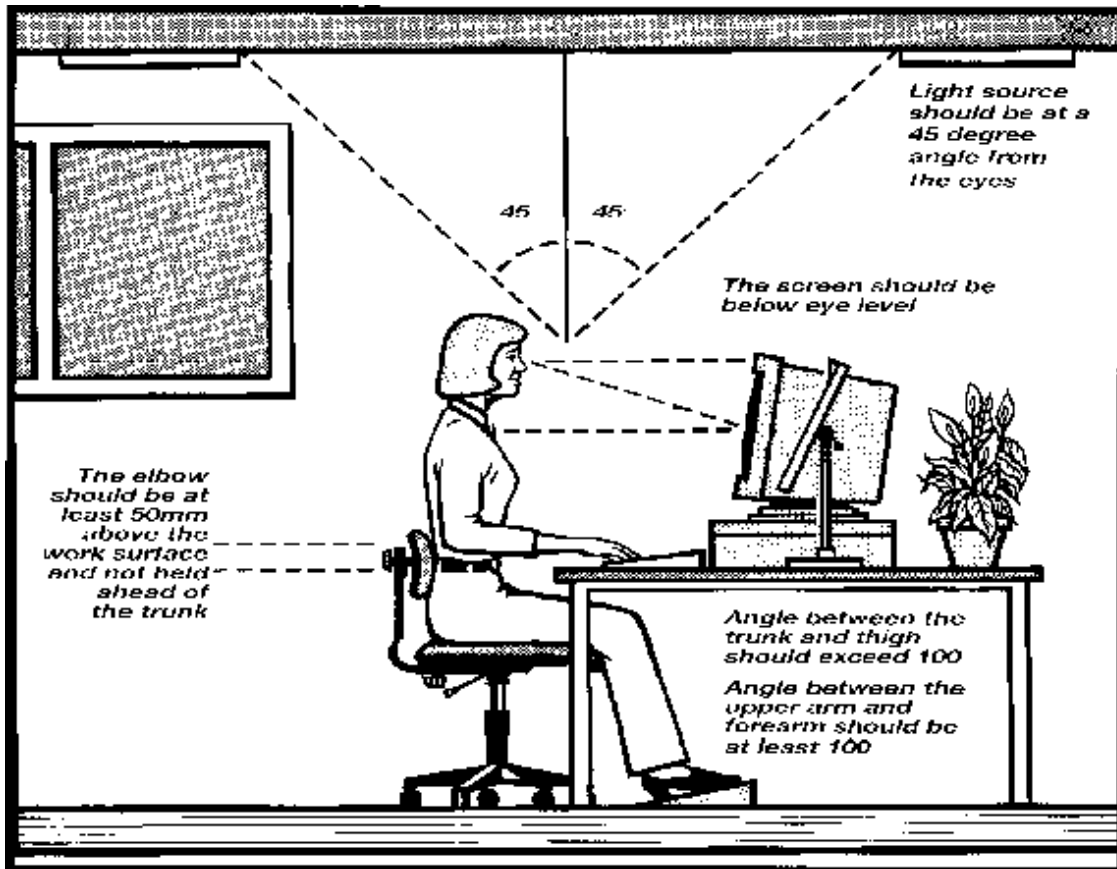 Light source
should be at a
45 degree
angle from
the eyes
45 45
The screen should be
below eye level
The elbow
should be at
least 50mm
above the
work surface
and not held
ahead of
the trunk
Angle between the
trunk and thigh
should exceed 100
Angle between the
upper arm and
forearm should be
at least 100